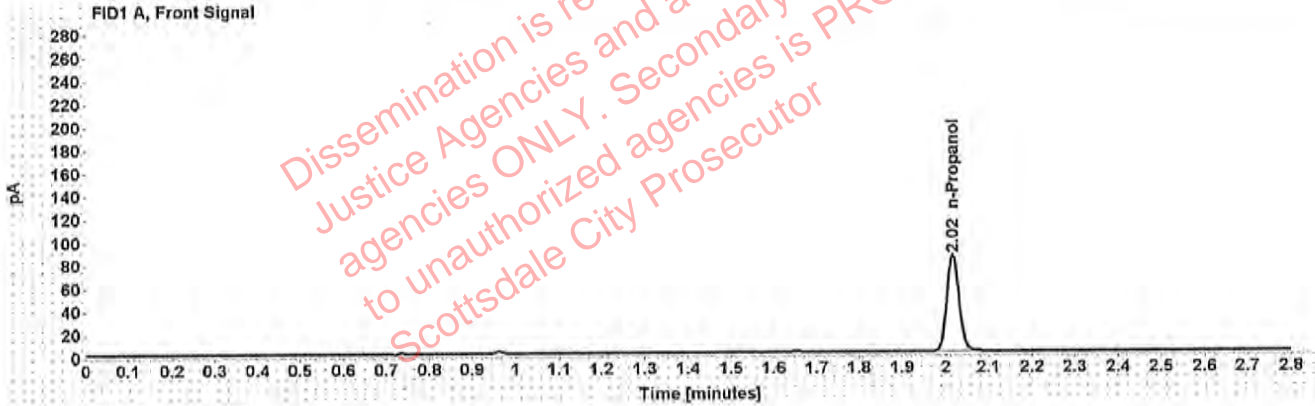 FID1 A, Front Signal
280
260
240
220
200
180
160
140
120
100
80
60
40
20
0
pA
2.02 n-Propanol
0 0.1 0.2 0.3 0.4 0.5 0.6 0.7 0.8 0.9 1 1.1 1.2 1.3 1.4 1.5 1.6 1.7 1.8 1.9 2 2.1 2.2 2.3 2.4 2.5 2.6 2.7 2.8
Time [minutes]
Dissemination is
Justice Agencies and
agencies ONLY. Secondary
to unauthorized agencies is
Scottsdale City Prosecutor